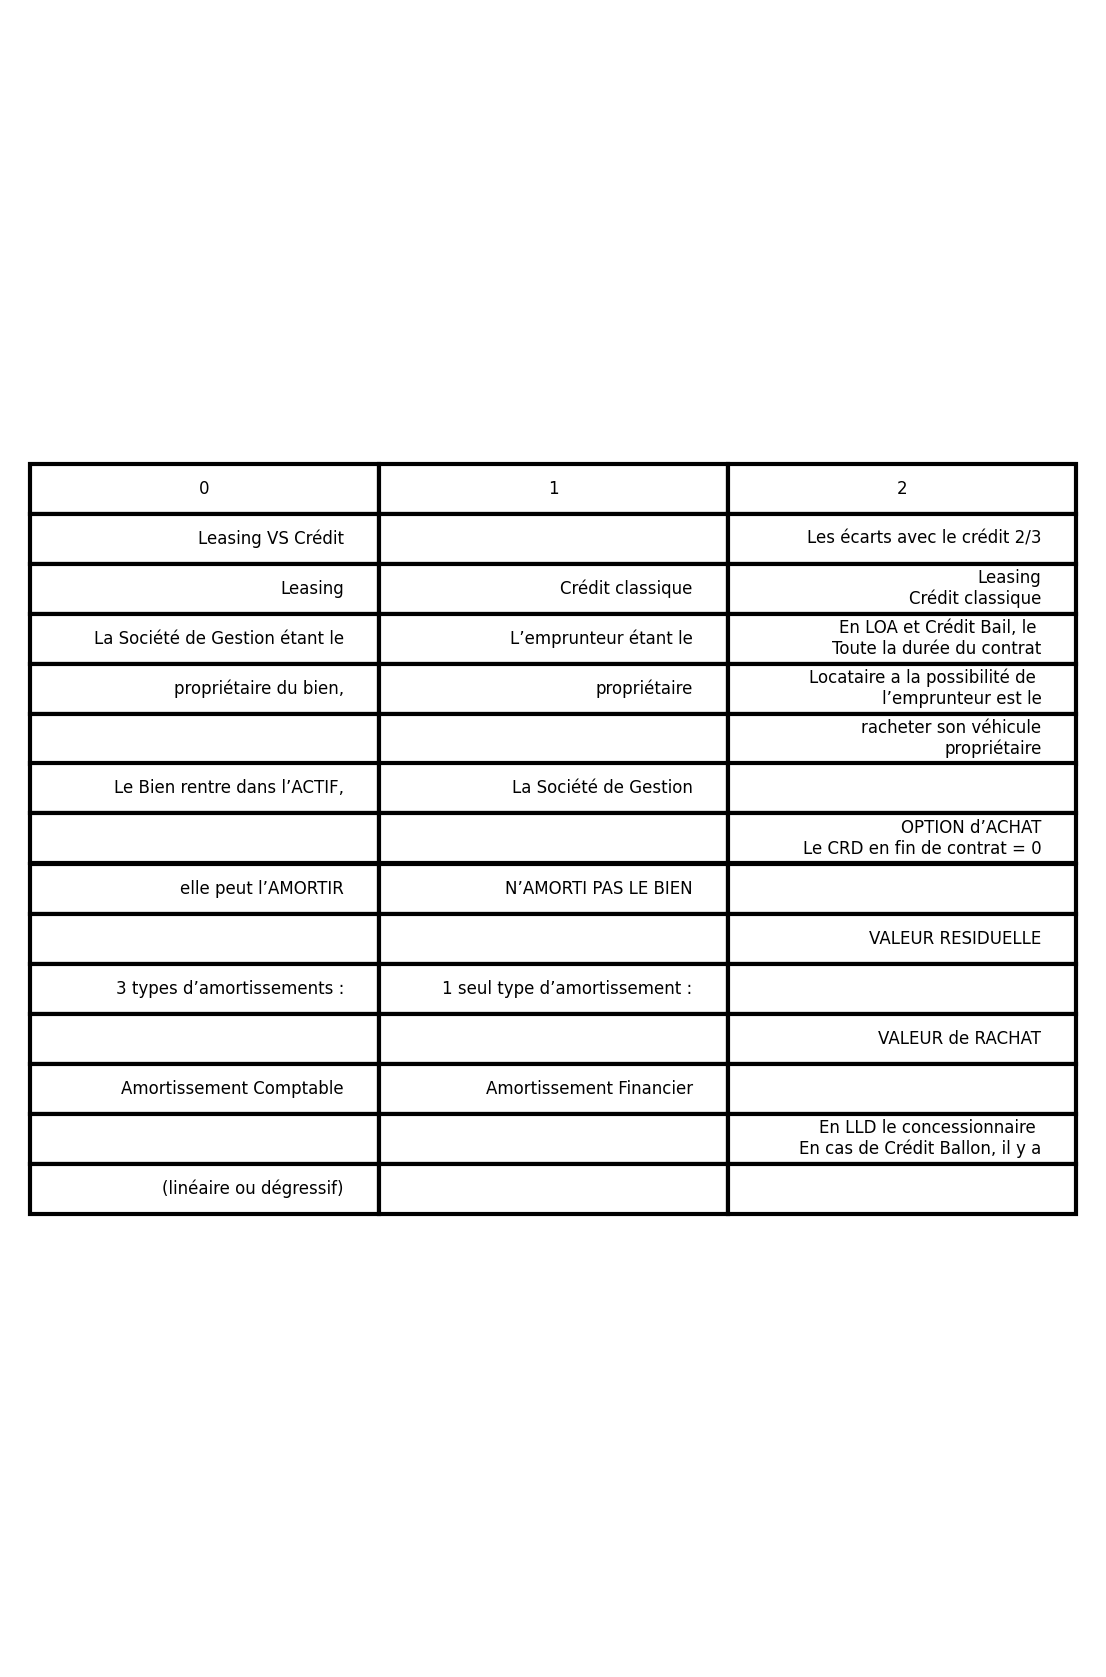 0 1 2
Leasing VS Crédit Les écarts avec le crédit 2/3
Leasing Crédit classique Leasing
Crédit classique
La Société de Gestion étant le L’emprunteur étant le En LOA et Crédit Bail, le
Toute la durée du contrat
propriétaire du bien, propriétaire Locataire a la possibilité de
l’emprunteur est le
racheter son véhicule
propriétaire
Le Bien rentre dans l’ACTIF, La Société de Gestion
OPTION d’ACHAT
Le CRD en fin de contrat = 0
elle peut l’AMORTIR N’AMORTI PAS LE BIEN
VALEUR RESIDUELLE
3 types d’amortissements : 1 seul type d’amortissement :
VALEUR de RACHAT
Amortissement Comptable Amortissement Financier
En LLD le concessionnaire
En cas de Crédit Ballon, il y a
(linéaire ou dégressif)